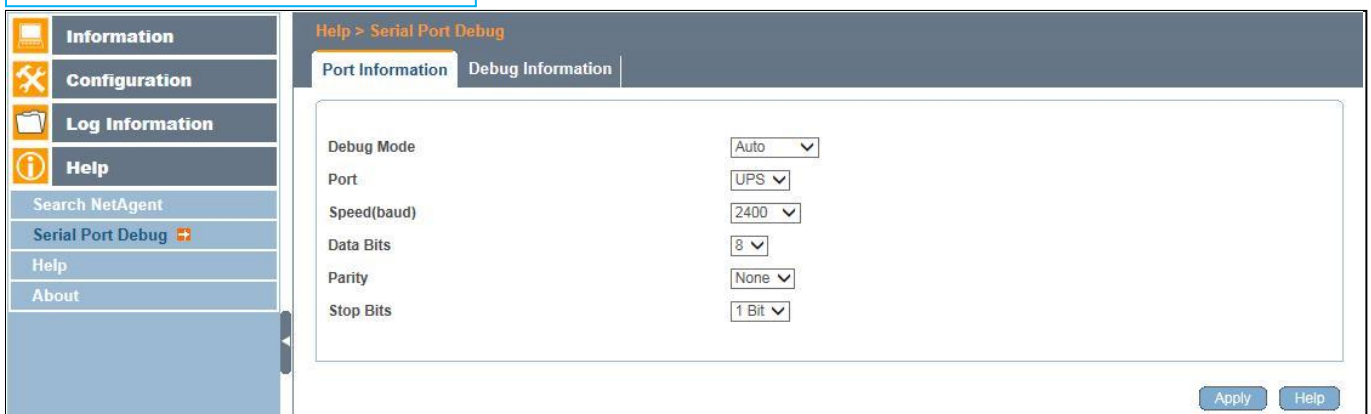 Information
Configuration
Log Information
Help
Search NetAgent
Serial Port Debug
Help
About
Help > Serial Port Debug
Port Information Debug Information
Debug Mode Auto
Port UPS
Speed(baud) 2400
Data Bits 8
Parity None
Stop Bits 1 Bit
Apply Help